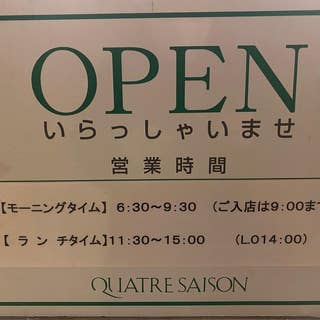 OPEN
いらっしゃいませ
営業時間
【モーニングタイム】 6:30～9:30 （ご入店は9:00ま
【 ラ ン チタイム】11:30～15:00 （L.O14:00）
QUATRE SAISON